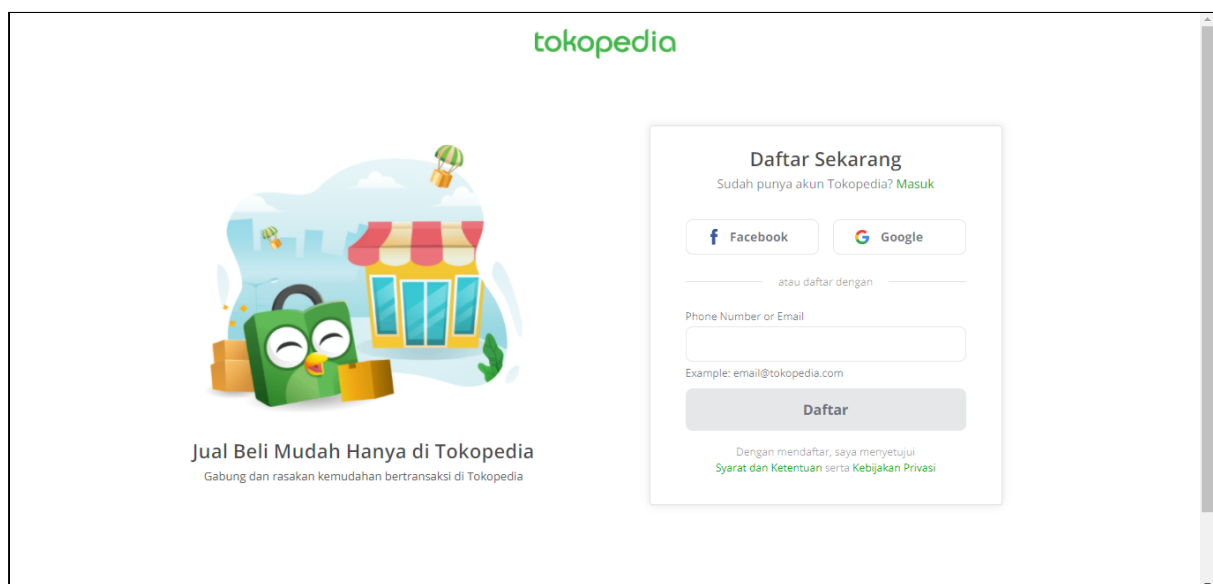 tokopedia
Daftar Sekarang
Sudah punya akun Tokopedia? Masuk
Facebook
Google
atau daftar dengan
Phone Number or Email
Example: email@tokopedia.com
Daftar
Dengan mendaftar, saya menyetujui
Syarat dan Ketentuan serta Kebijakan Privasi
Jual Beli Mudah Hanya di Tokopedia
Gabung dan rasakan kemudahan bertransaksi di Tokopedia